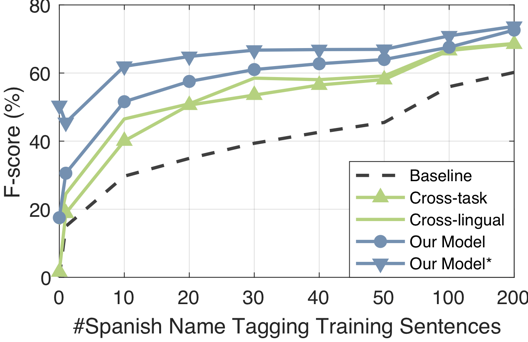 80
60
40
20
0
F-score (%)
Baseline
Cross-task
Cross-lingual
Our Model
Our Model*
0 10 20 30 40 50 100 200
#Spanish Name Tagging Training Sentences